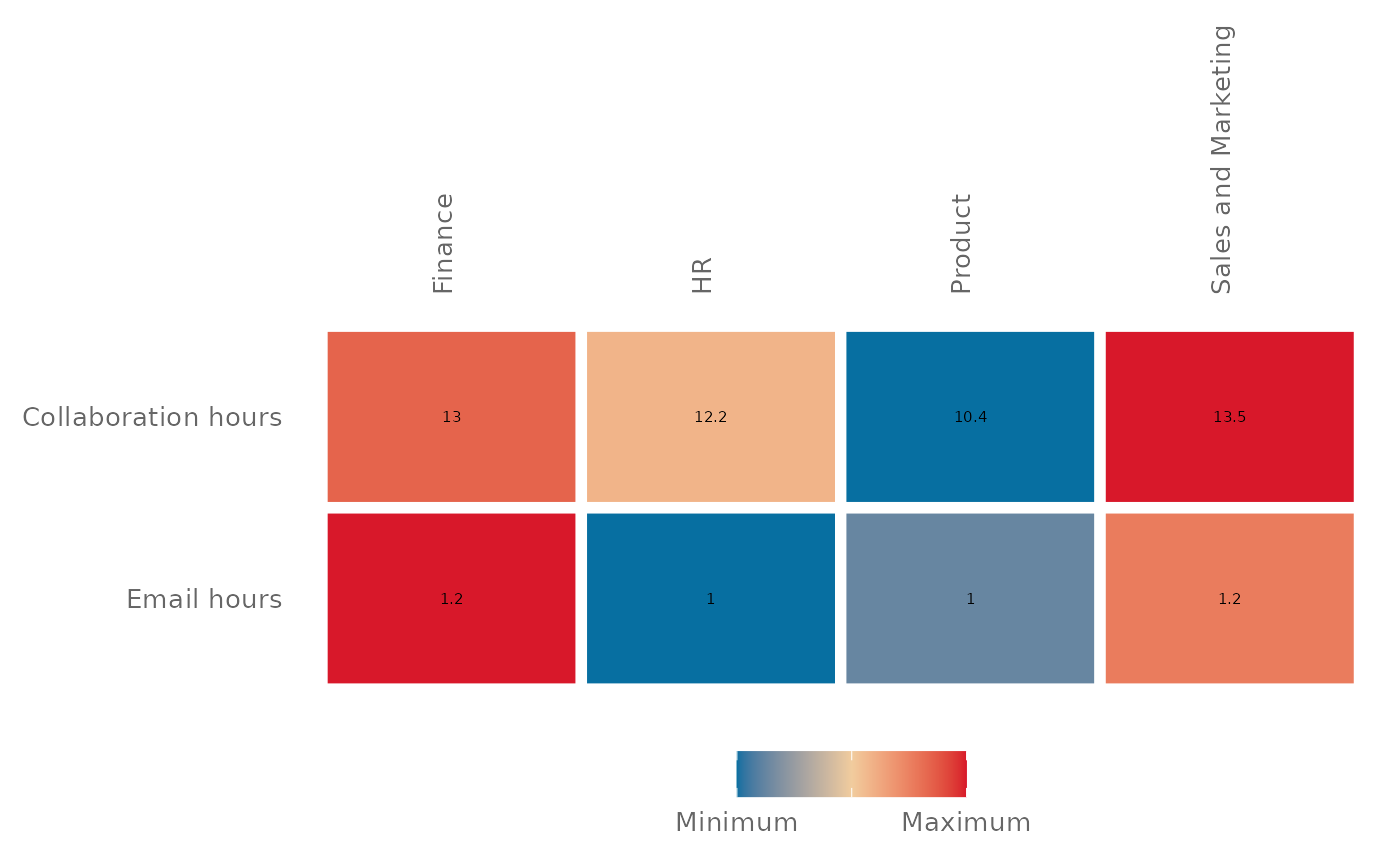 Finance
HR
Product
Sales and Marketing
Collaboration hours
13
12.2
10.4
13.5
Email hours
1.2
1
1
1.2
Minimum
Maximum